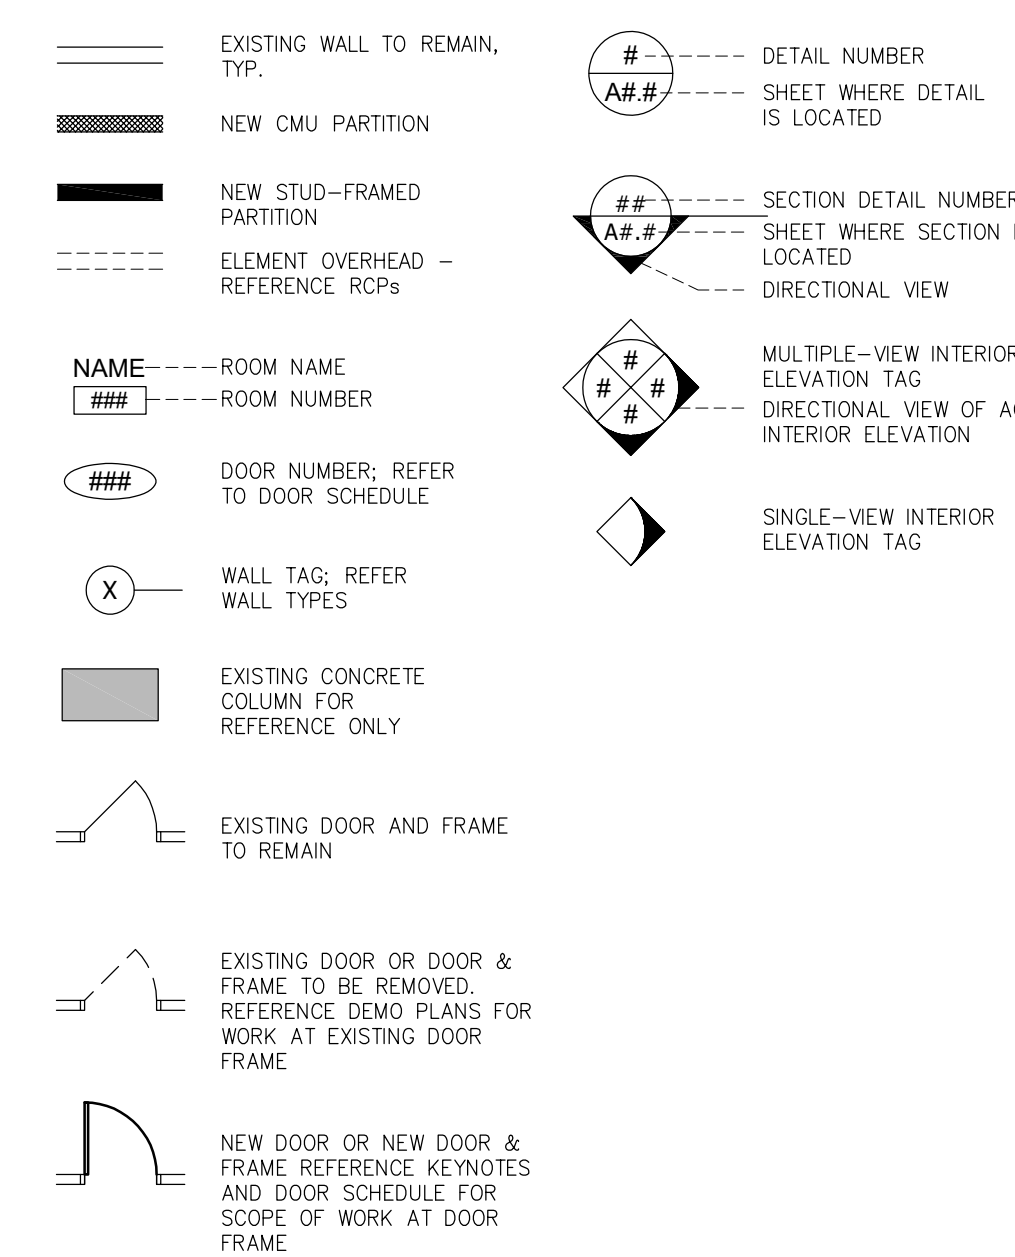 EXISTING WALL TO REMAIN,
TYP.
NEW CMU PARTITION
NEW STUD-FRAMED
PARTITION
ELEMENT OVERHEAD -
REFERENCE RCPs
NAME
ROOM NAME
###
ROOM NUMBER
###
DOOR NUMBER; REFER
TO DOOR SCHEDULE
X
WALL TAG; REFER
WALL TYPES
EXISTING CONCRETE
COLUMN FOR
REFERENCE ONLY
EXISTING DOOR AND FRAME
TO REMAIN
EXISTING DOOR OR DOOR &
FRAME TO BE REMOVED.
REFERENCE DEMO PLANS FOR
WORK AT EXISTING DOOR
FRAME
NEW DOOR OR NEW DOOR &
FRAME REFERENCE KEYNOTES
AND DOOR SCHEDULE FOR
SCOPE OF WORK AT DOOR
FRAME
#
DETAIL NUMBER
A#.#
SHEET WHERE DETAIL
IS LOCATED
##
SECTION DETAIL NUMBER
A#.#
SHEET WHERE SECTION
LOCATED
DIRECTIONAL VIEW
#
# #
#
MULTIPLE-VIEW INTERIOR
ELEVATION TAG
DIRECTIONAL VIEW OF
INTERIOR ELEVATION
SINGLE-VIEW INTERIOR
ELEVATION TAG